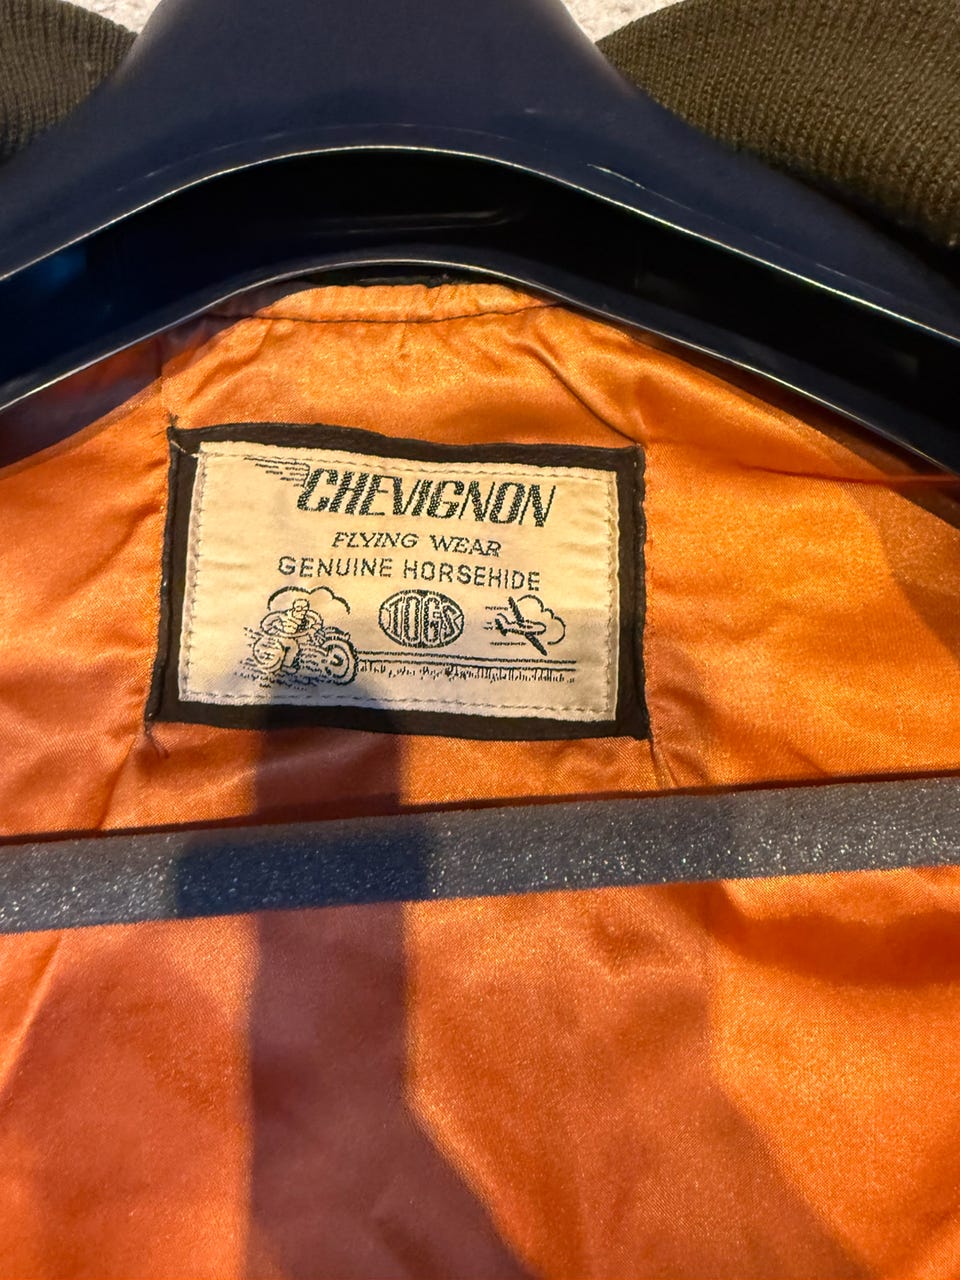 CHEVIGNON
FLYING WEAR
GENUINE HORSEHIDE
TOGS